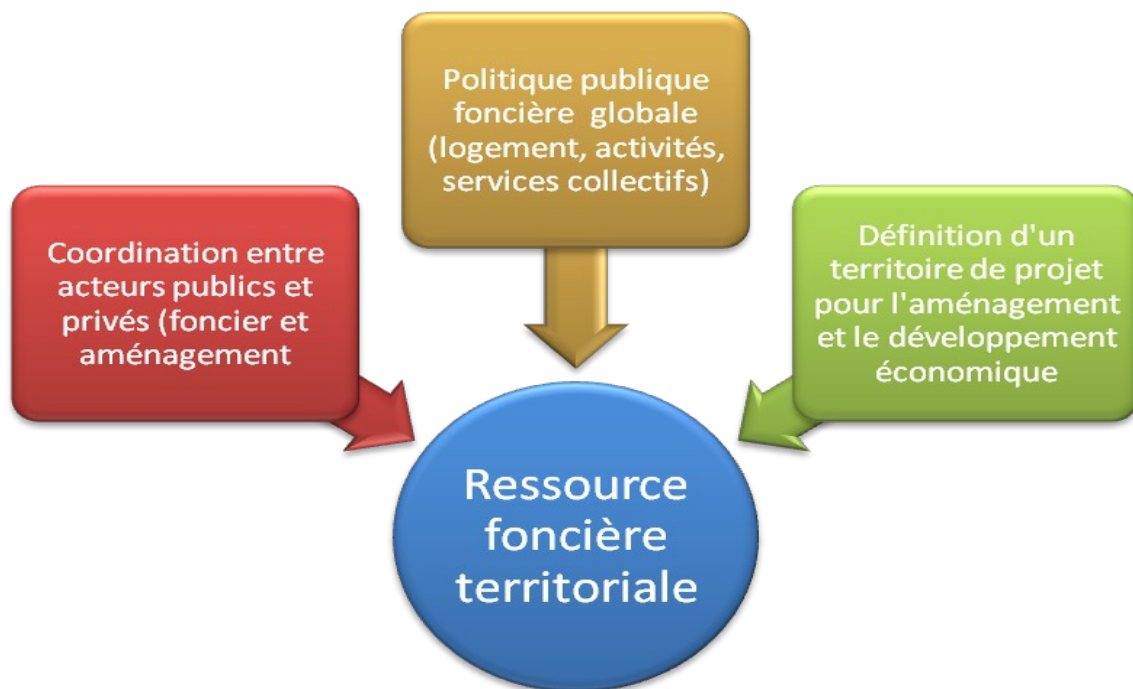 Politique publique
foncière globale
(logement, activités,
services collectifs)
Coordination entre
acteurs publics et
privés (foncier et
aménagement
Définition d'un
territoire de projet
pour l'aménagement
et le développement
économique
Ressource
foncière
territoriale